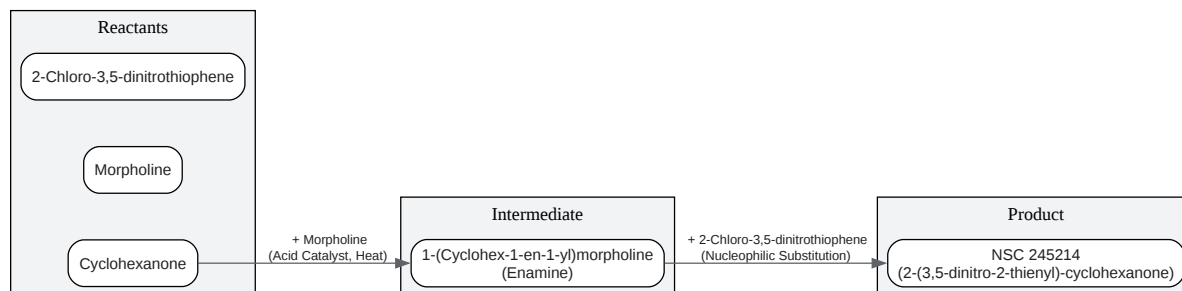 Reactants
2-Chloro-3,5-dinitrothiophene
Morpholine
Cyclohexanone
+ Morpholine
(Acid Catalyst, Heat)
Intermediate
1-(Cyclohex-1-en-1-yl)morpholine
(Enamine)
+ 2-Chloro-3,5-dinitrothiophene
(Nucleophilic Substitution)
Product
NSC 245214
(2-(3,5-dinitro-2-thienyl)-cyclohexanone)